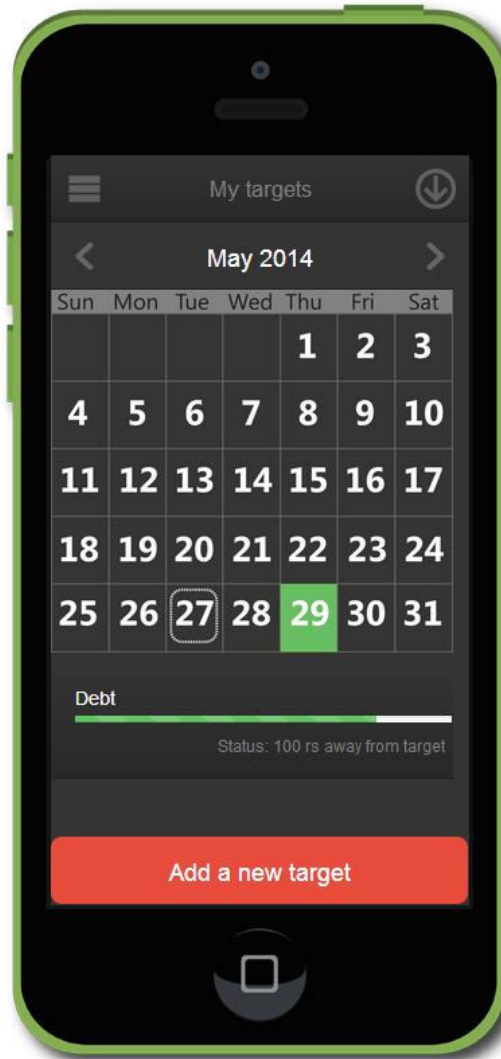 My targets
May 2014
Sun Mon Tue Wed Thu Fri Sat
1 2 3
4 5 6 7 8 9 10
11 12 13 14 15 16 17
18 19 20 21 22 23 24
25 26 27 28 29 30 31
Debt
Status: 100 rs away from target
Add a new target